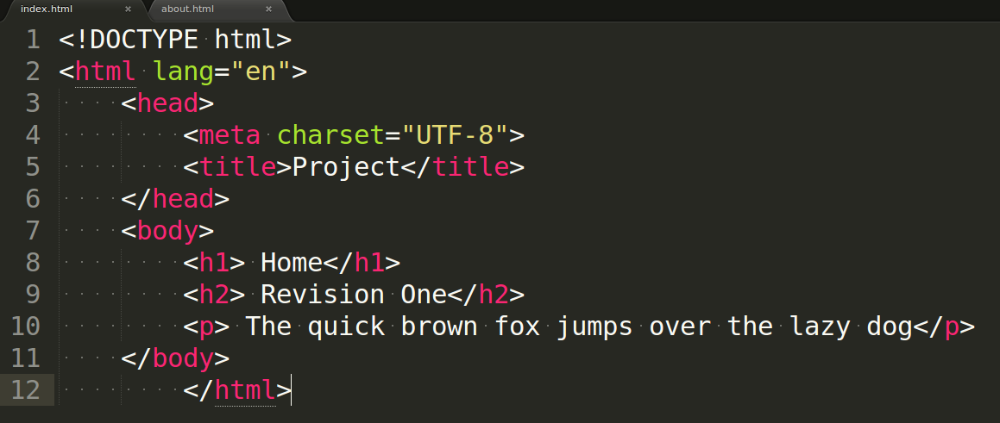 index.html × about.html ×
1 <!DOCTYPE html>
2 <html lang="en">
3     <head>
4         <meta charset="UTF-8">
5         <title>Project</title>
6     </head>
7     <body>
8         <h1> Home</h1>
9         <h2> Revision One</h2>
10         <p> The quick brown fox jumps over the lazy dog</p>
11     </body>
12         </html>